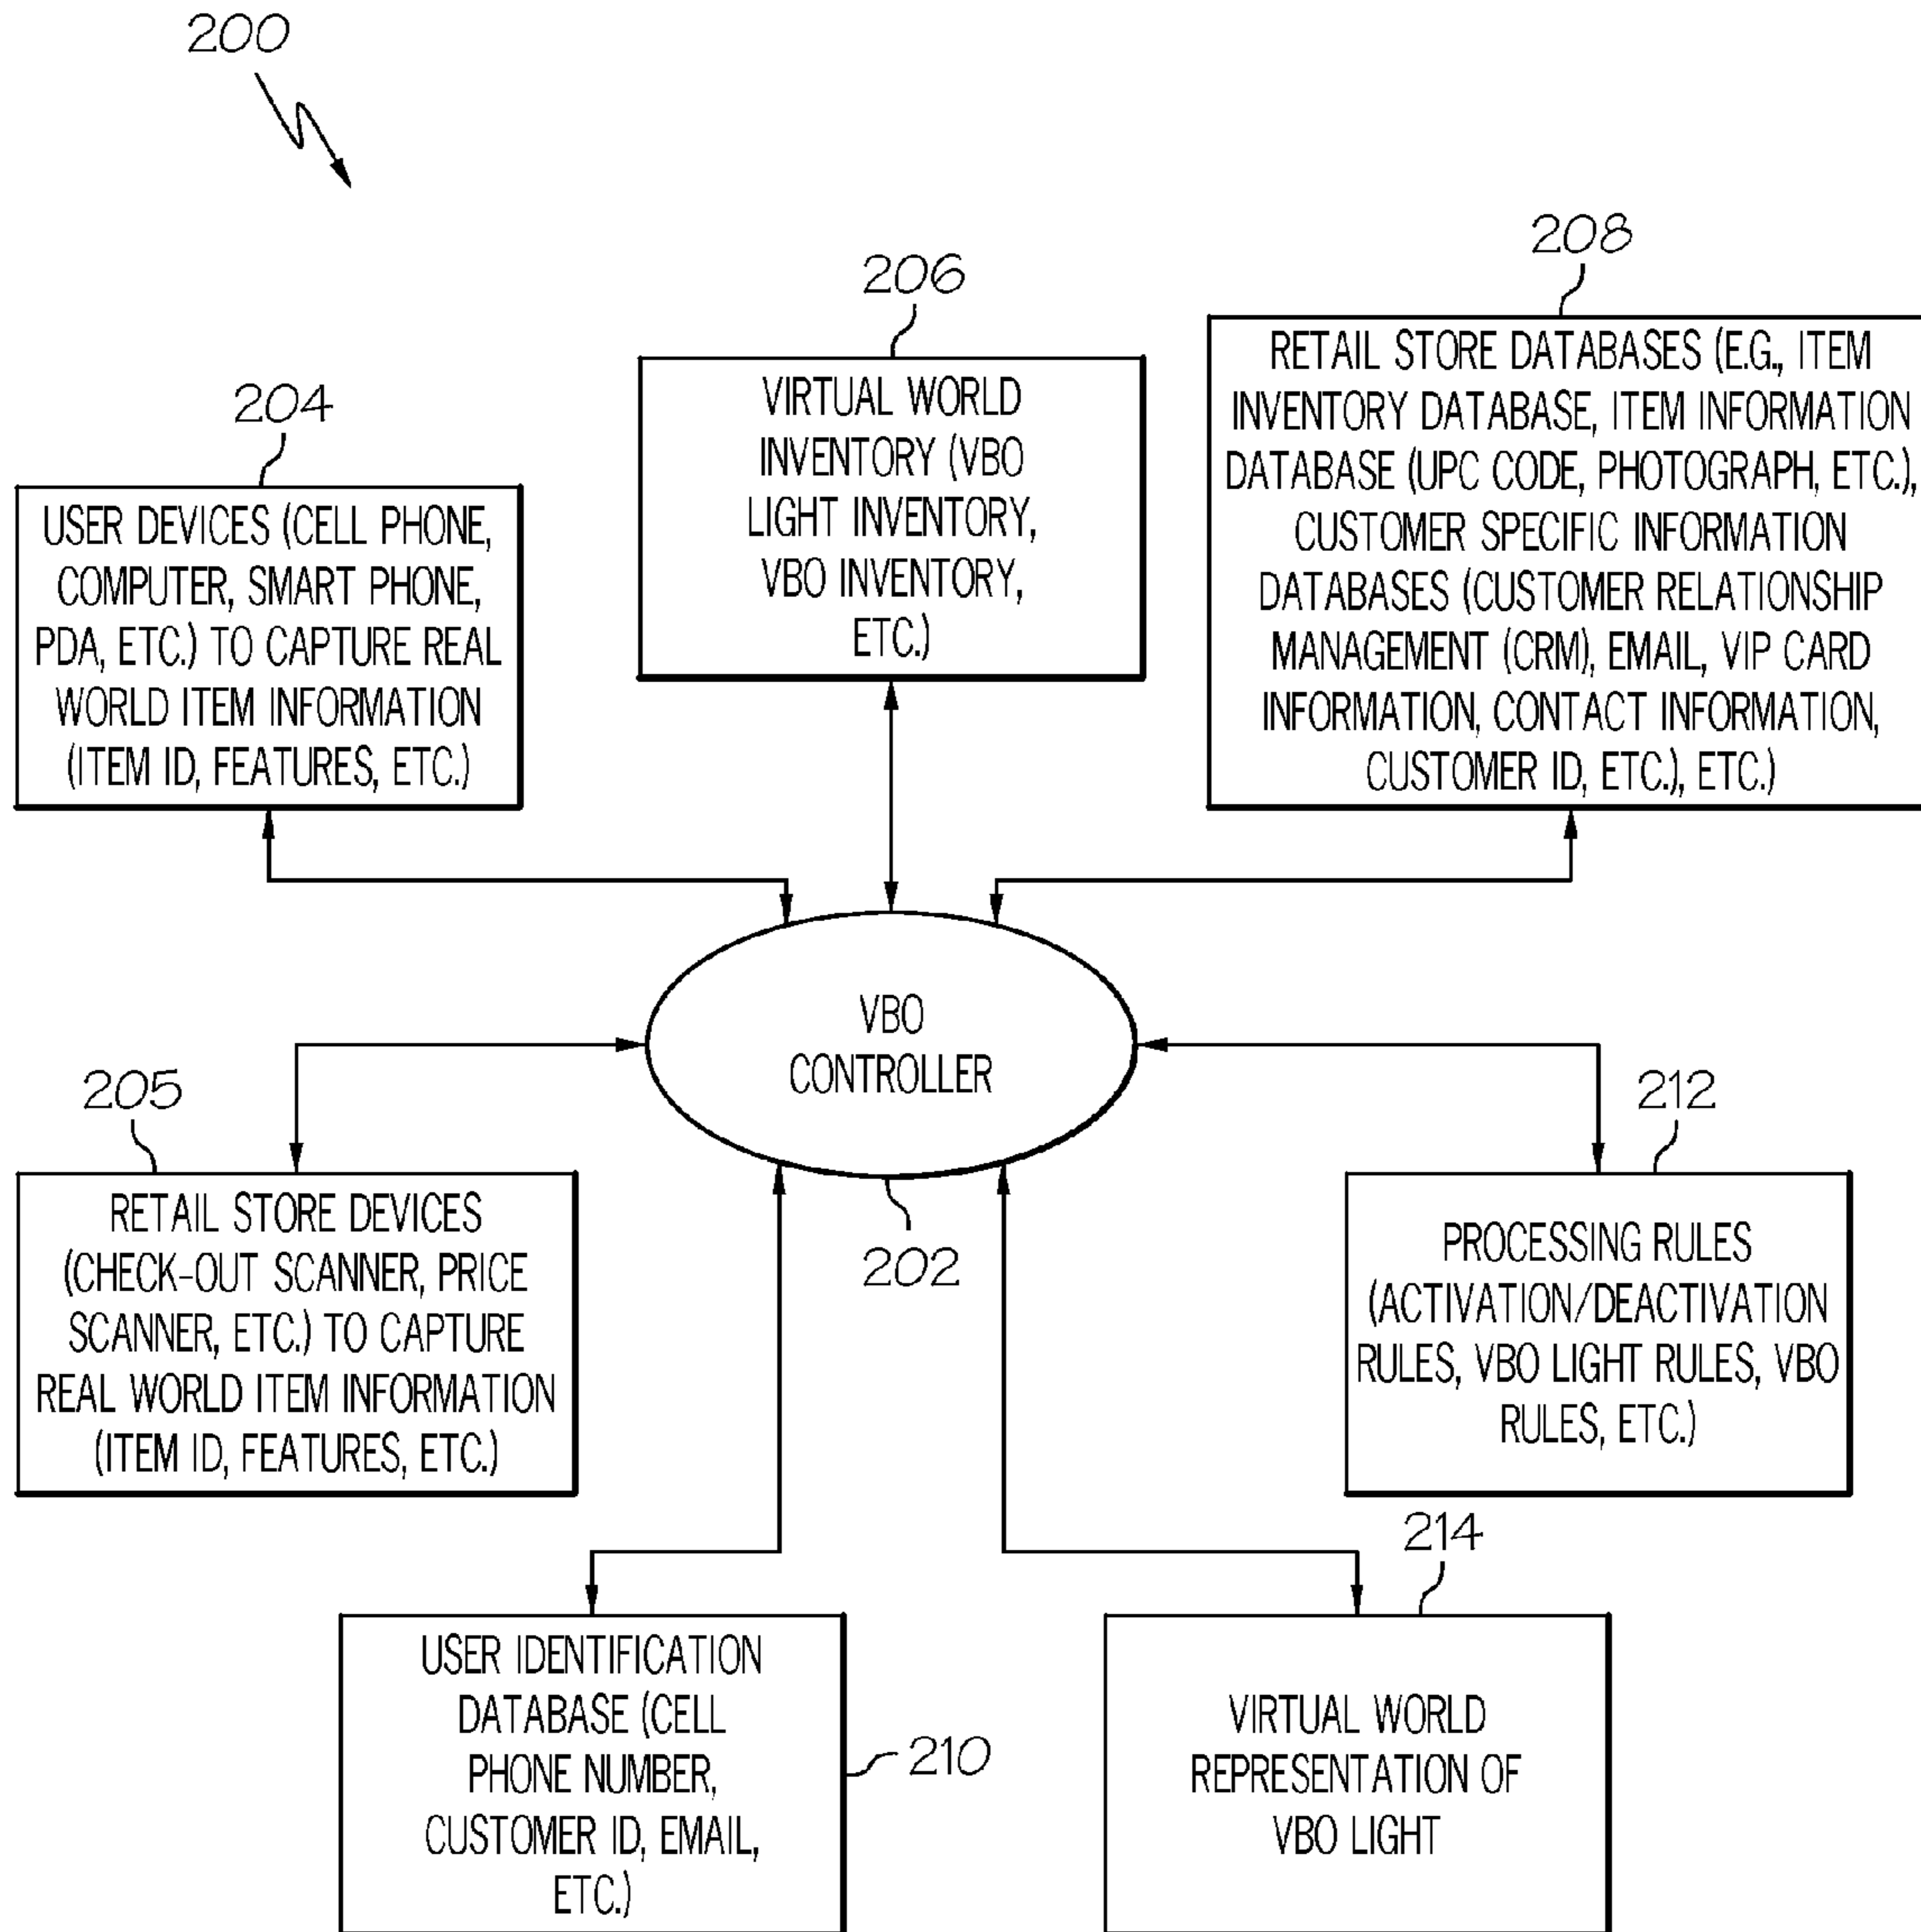 200
204
USER DEVICES (CELL PHONE,
COMPUTER, SMART PHONE,
PDA, ETC.) TO CAPTURE REAL
WORLD ITEM INFORMATION
(ITEM ID, FEATURES, ETC.)
206
VIRTUAL WORLD
INVENTORY (VBO
LIGHT INVENTORY,
VBO INVENTORY,
ETC.)
208
RETAIL STORE DATABASES (E.G., ITEM
INVENTORY DATABASE, ITEM INFORMATION
DATABASE (UPC CODE, PHOTOGRAPH, ETC.),
CUSTOMER SPECIFIC INFORMATION
DATABASES (CUSTOMER RELATIONSHIP
MANAGEMENT (CRM), EMAIL, VIP CARD
INFORMATION, CONTACT INFORMATION,
CUSTOMER ID, ETC.), ETC.)
VBO
CONTROLLER
202
205
RETAIL STORE DEVICES
(CHECK-OUT SCANNER, PRICE
SCANNER, ETC.) TO CAPTURE
REAL WORLD ITEM INFORMATION
(ITEM ID, FEATURES, ETC.)
212
PROCESSING RULES
(ACTIVATION/DEACTIVATION
RULES, VBO LIGHT RULES, VBO
RULES, ETC.)
USER IDENTIFICATION
DATABASE (CELL
PHONE NUMBER,
CUSTOMER ID, EMAIL,
ETC.)
210
214
VIRTUAL WORLD
REPRESENTATION OF
VBO LIGHT